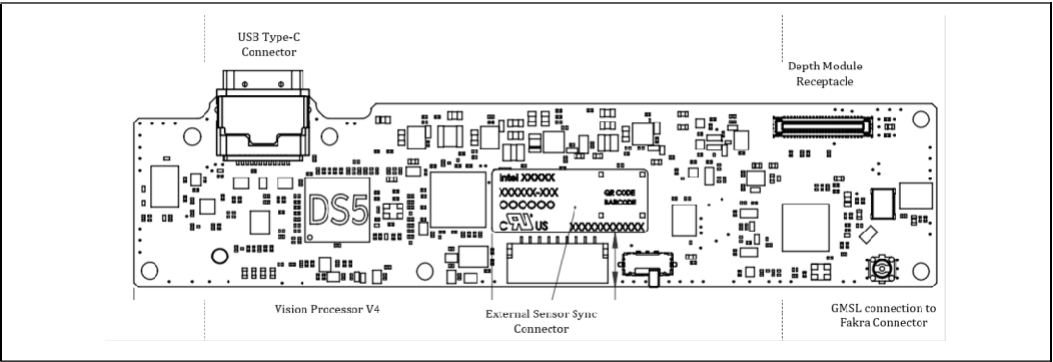 USB Type-C
Connector
Depth Module
Receptacle
DS5
Intel XXXXX
XXXXXX-XXX
OOOOOO
QR CODE
BARCODE
C RU US
XXXXXXXXXXXX
Vision Processor V4
External Sensor Sync
Connector
GMSL connection to
Fakra Connector